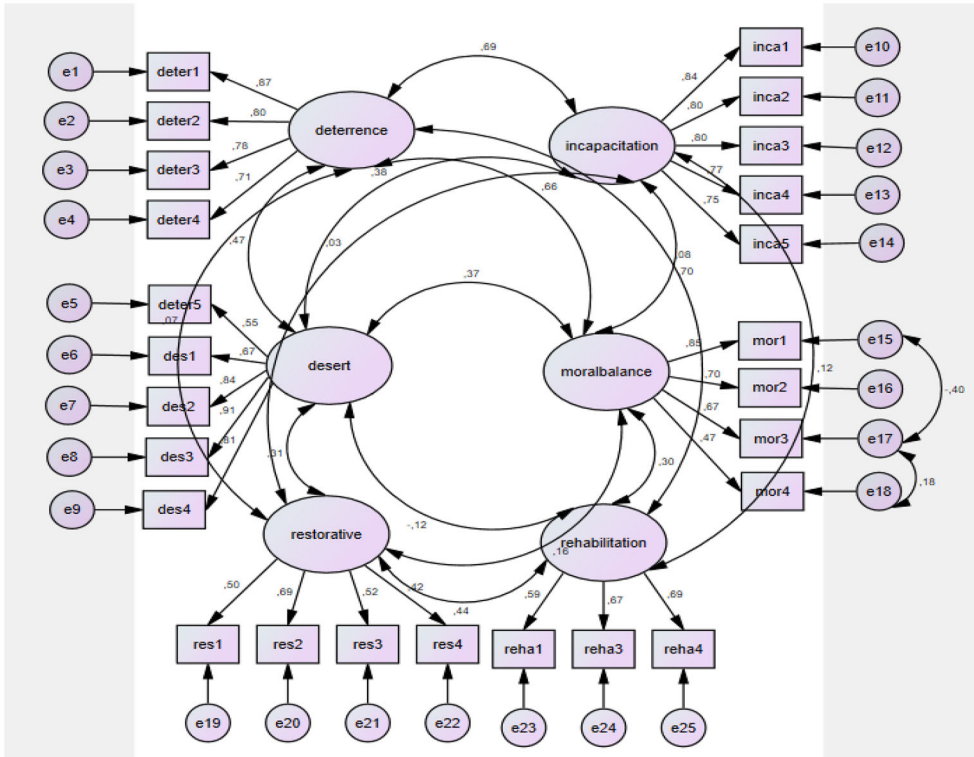 ,69
e1
deter1
,87
e2
deter2
,80
e3
deter3
,78
e4
deter4
,71
deterrence
incapacitation
inca1
e10
,84
inca2
e11
,80
inca3
e12
,80
inca4
e13
,77
inca5
e14
,75
,38
,66
,47
,03
,08
,70
,37
e5
deter5
,55
,07
e6
des1
,67
e7
des2
,84
e8
des3
,91
e9
des4
,81
desert
moralbalance
mor1
e15
,85
mor2
e16
,70
mor3
e17
,67
mor4
e18
,47
,12
-,40
,18
,31
,30
-,12
,16
,42
restorative
rehabilitation
,50
,69
,52
,44
,59
,67
,69
res1
res2
res3
res4
reha1
reha3
reha4
e19
e20
e21
e22
e23
e24
e25